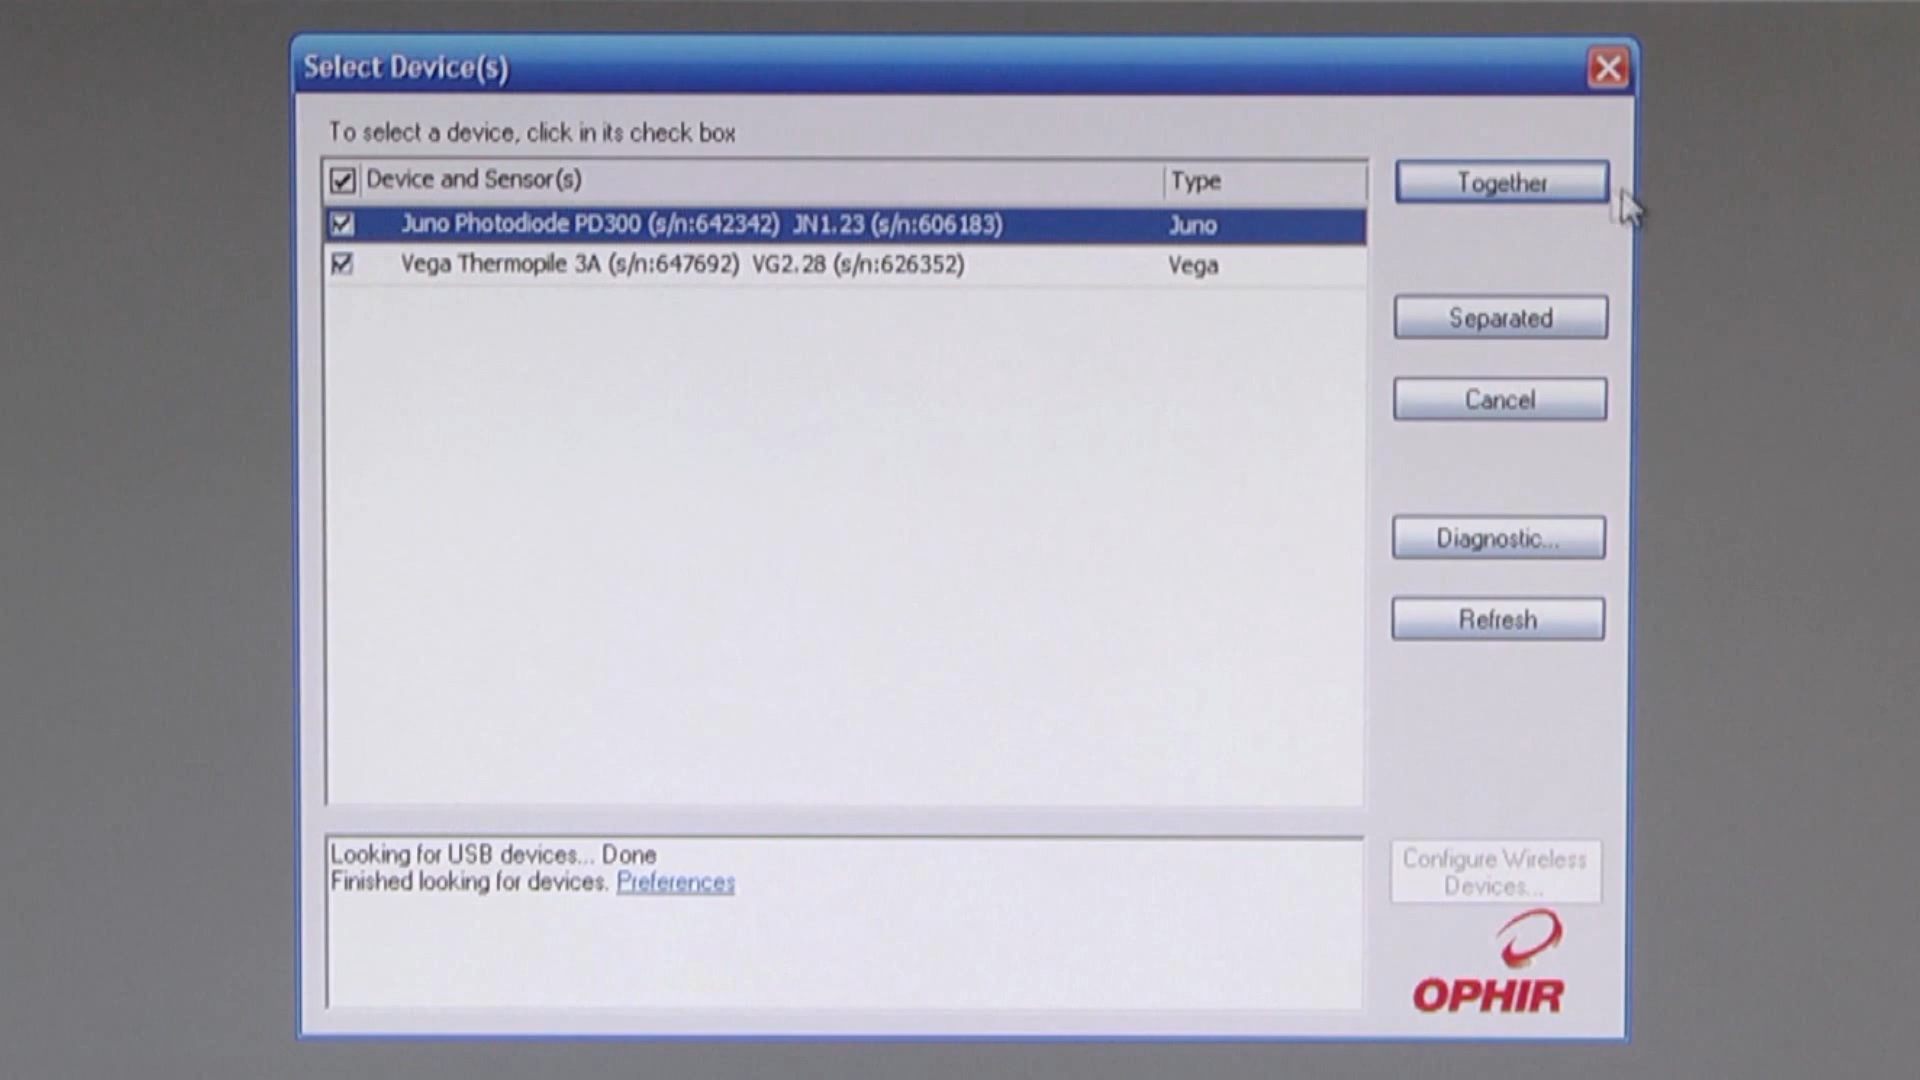 Select Device(s)
To select a device, click in its check box
Device and Sensor(s) Type
Juno Photodiode PD300 (s/n:642342) JN1.23 (s/n:606183) Juno
Vega Thermopile 3A (s/n:647692) VG2.28 (s/n:626352) Vega
Together
Separated
Cancel
Diagnostic...
Refresh
Looking for USB devices... Done
Finished looking for devices. Preferences
Configure Wireless
Devices...
OPHIR